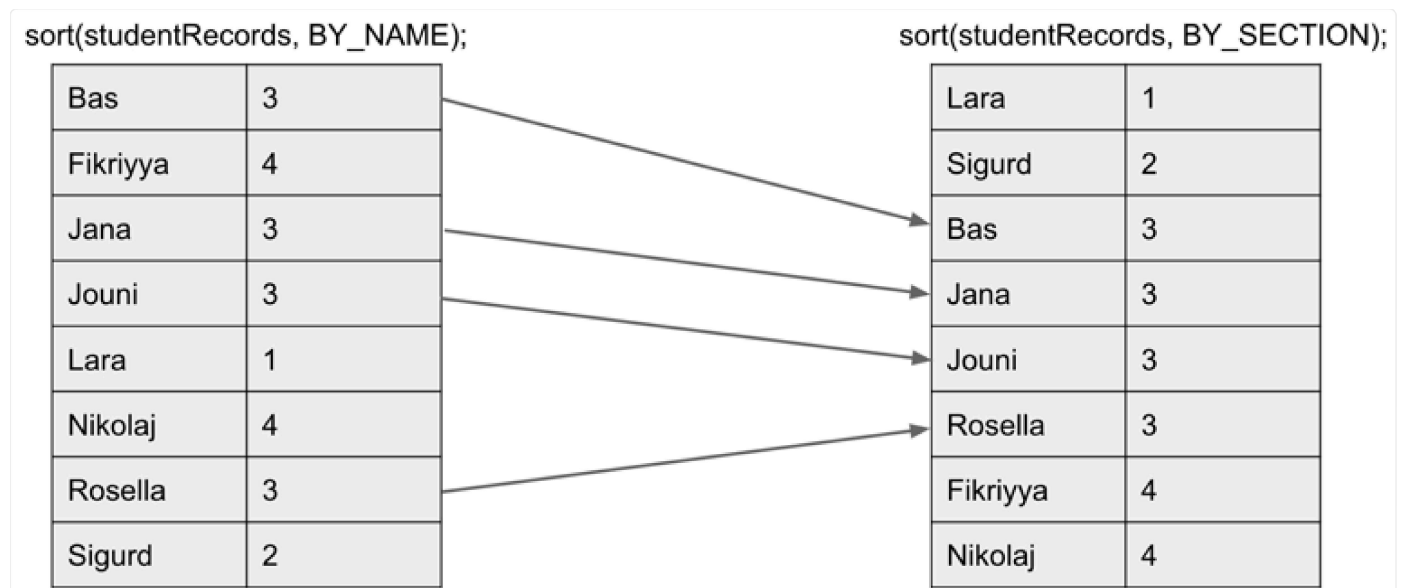 sort(studentRecords, BY_NAME);
Bas 3
Fikriyya 4
Jana 3
Jouni 3
Lara 1
Nikolaj 4
Rosella 3
Sigurd 2
sort(studentRecords, BY_SECTION);
Lara 1
Sigurd 2
Bas 3
Jana 3
Jouni 3
Rosella 3
Fikriyya 4
Nikolaj 4